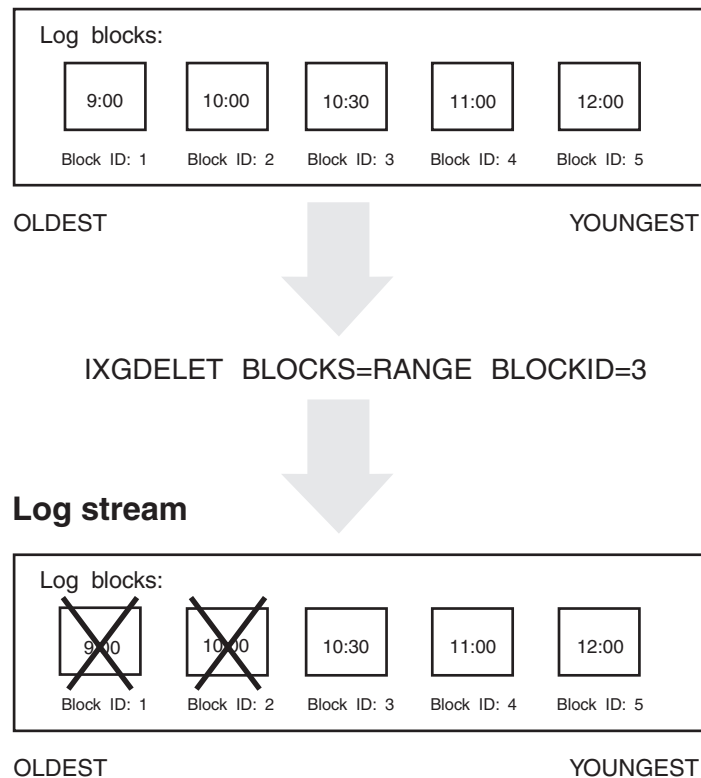 Log blocks:
9:00 10:00 10:30 11:00 12:00
Block ID: 1 Block ID: 2 Block ID: 3 Block ID: 4 Block ID: 5
OLDEST YOUNGEST
IXGDELET BLOCKS=RANGE BLOCKID=3
Log stream
Log blocks:
9:00 10:00 10:30 11:00 12:00
Block ID: 1 Block ID: 2 Block ID: 3 Block ID: 4 Block ID: 5
OLDEST YOUNGEST